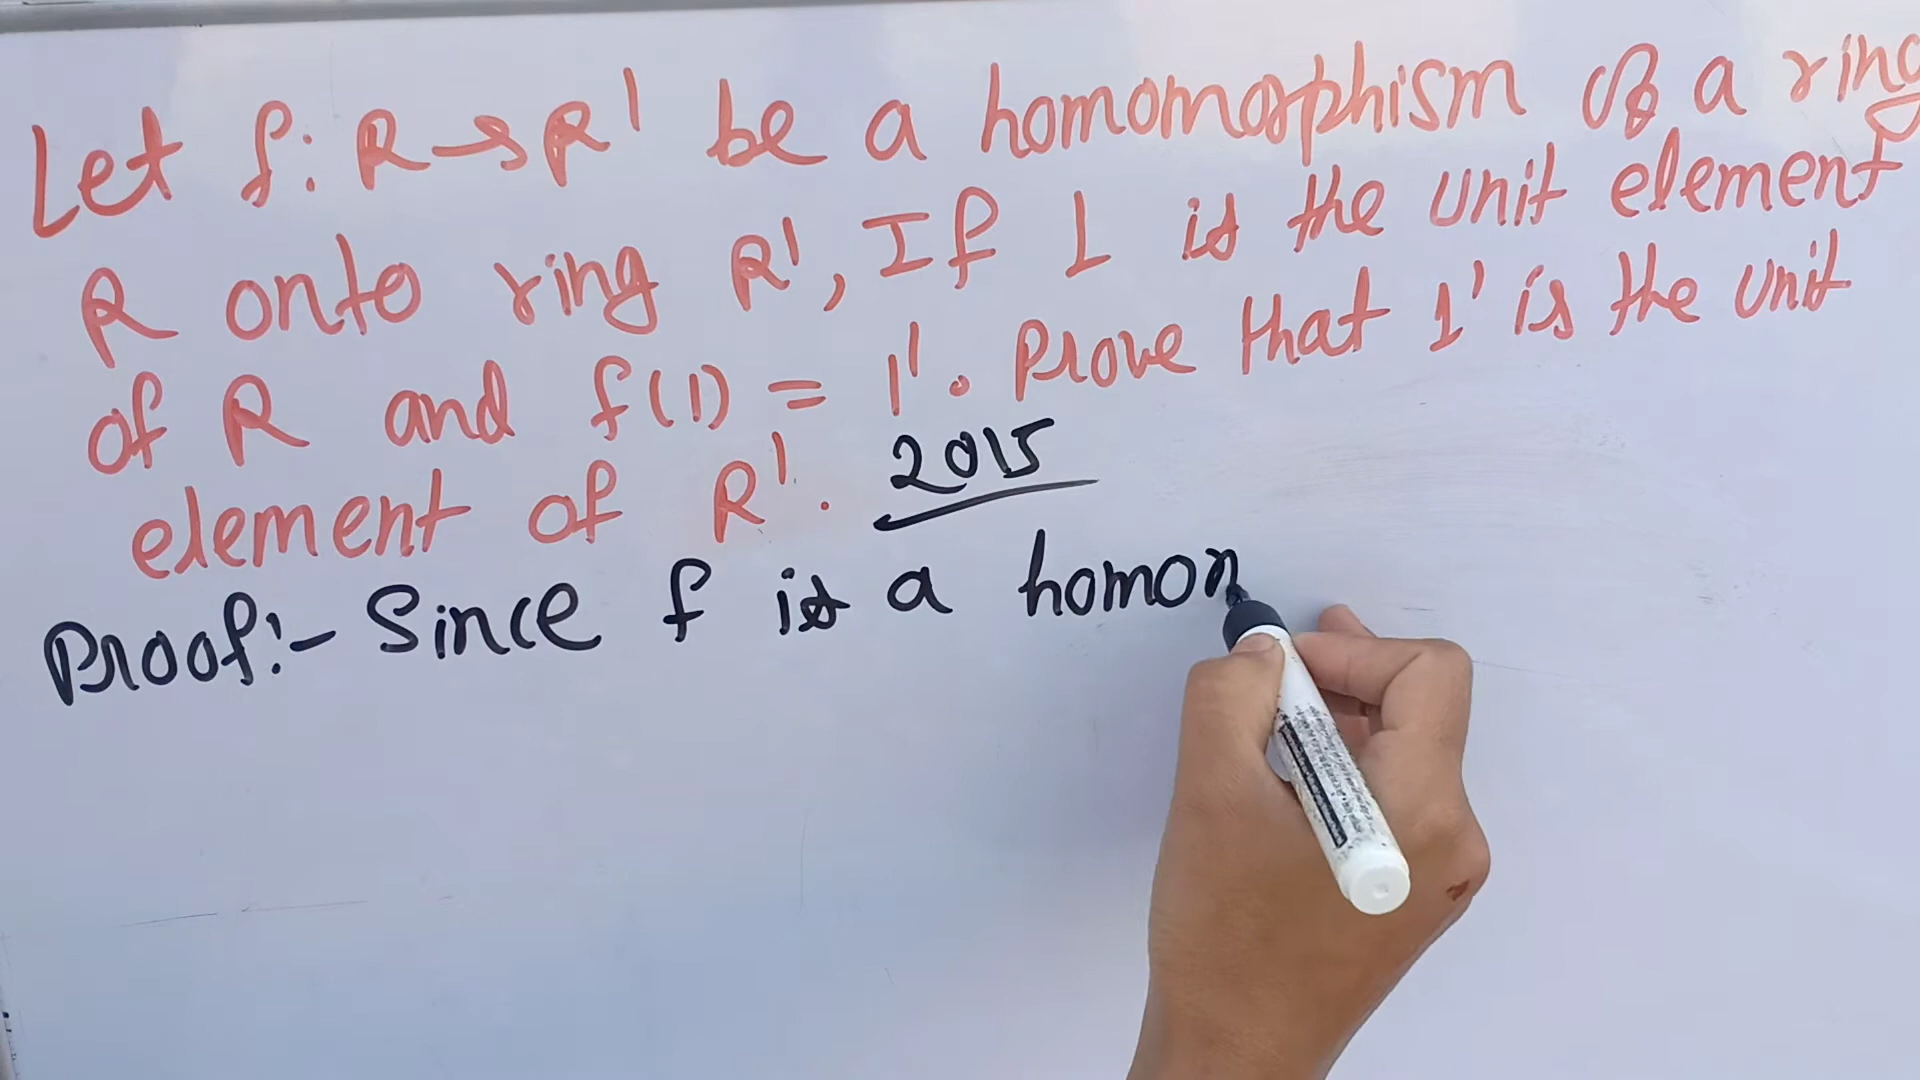 Let f: R→R' be a homomorphism of a ring
R onto ring R', If 1 is the unit element
of R and f(1) = 1'. Prove that 1' is the unit
element of R'. 2015
Proof:- Since f is a homom